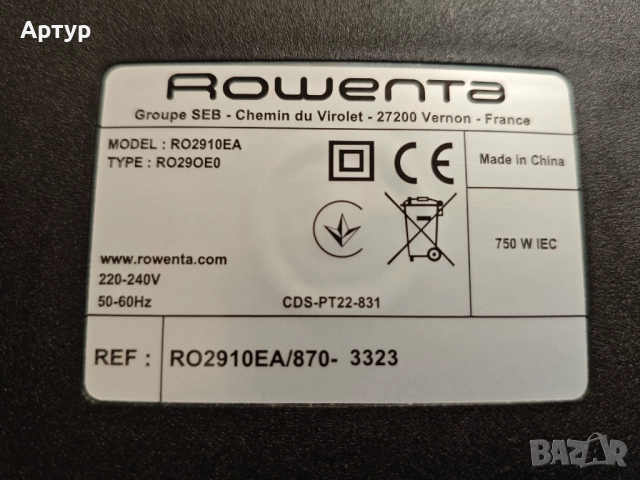 Артур
Rowenta
Groupe SEB - Chemin du Virolet - 27200 Vernon - France
MODEL : RO2910EA
TYPE : RO29OE0
CE
Made in China
750 W IEC
www.rowenta.com
220-240V
50-60Hz
CDS-PT22-831
REF : RO2910EA/870- 3323
BAZAR